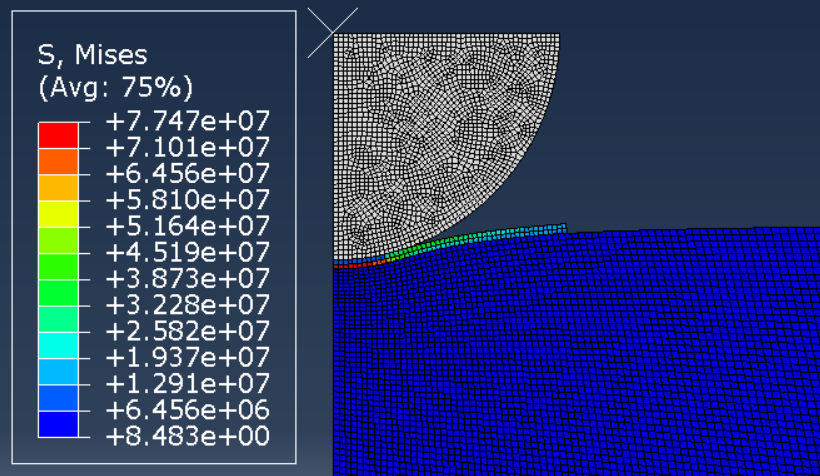 S, Mises
(Avg: 75%)
+7.747e+07
+7.101e+07
+6.456e+07
+5.810e+07
+5.164e+07
+4.519e+07
+3.873e+07
+3.228e+07
+2.582e+07
+1.937e+07
+1.291e+07
+6.456e+06
+8.483e+00